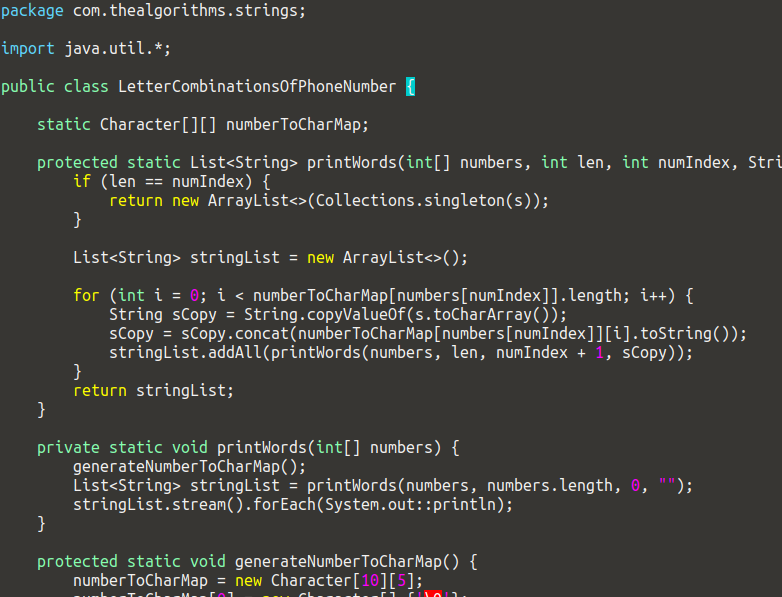 package com.thealgorithms.strings;
import java.util.*;
public class LetterCombinationsOfPhoneNumber {
static Character[][] numberToCharMap;
protected static List<String> printWords(int[] numbers, int len, int numIndex, Stri
if (len == numIndex) {
return new ArrayList<>(Collections.singleton(s));
}
List<String> stringList = new ArrayList<>();
for (int i = 0; i < numberToCharMap[numbers[numIndex]].length; i++) {
String sCopy = String.copyValueOf(s.toCharArray());
sCopy = sCopy.concat(numberToCharMap[numbers[numIndex]][i].toString());
stringList.addAll(printWords(numbers, len, numIndex + 1, sCopy));
}
return stringList;
}
private static void printWords(int[] numbers) {
generateNumberToCharMap();
List<String> stringList = printWords(numbers, numbers.length, 0, "");
stringList.stream().forEach(System.out::println);
}
protected static void generateNumberToCharMap() {
numberToCharMap = new Character[10][5];
numberToCharMap[0] = new Character[] {'\0'};